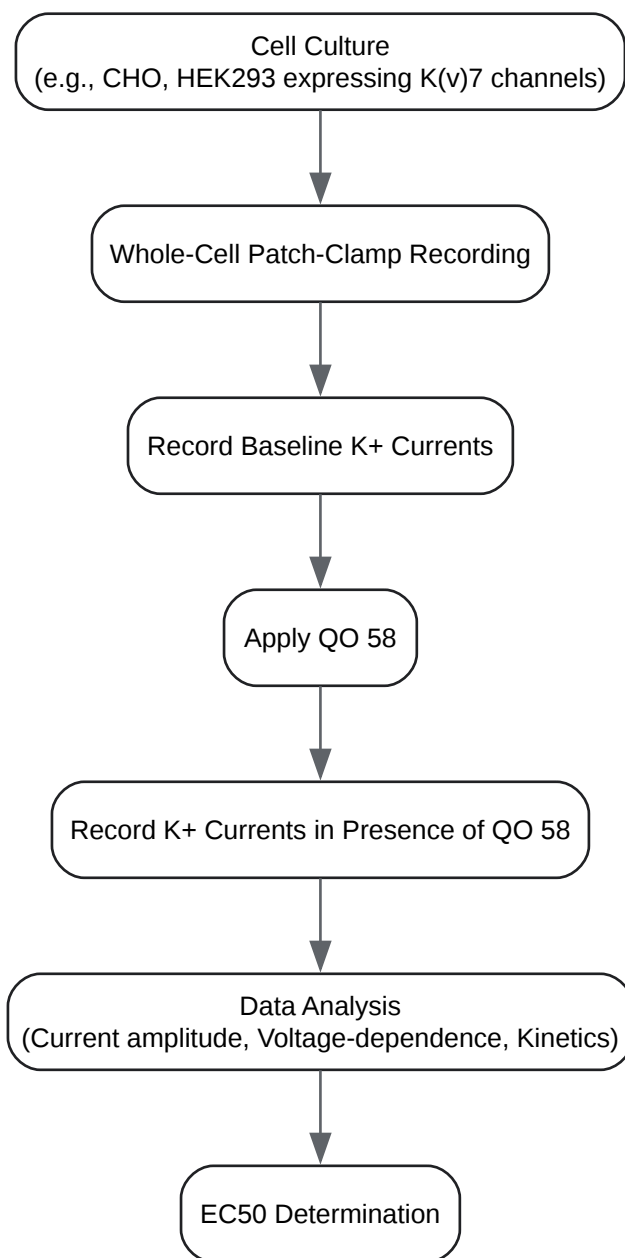 Cell Culture
(e.g., CHO, HEK293 expressing K(v)7 channels)
Whole-Cell Patch-Clamp Recording
Record Baseline K+ Currents
Apply QO 58
Record K+ Currents in Presence of QO 58
Data Analysis
(Current amplitude, Voltage-dependence, Kinetics)
EC50 Determination